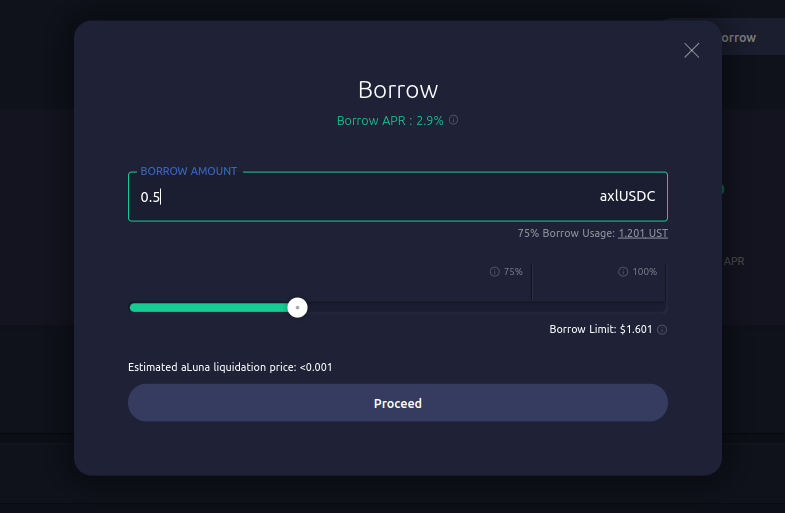 orrow
Borrow
Borrow APR : 2.9%
BORROW AMOUNT
0.5 axlUSDC
75% Borrow Usage: 1.201 UST
75% 100%
APR
Borrow Limit: $1.601
Estimated aLuna liquidation price: <0.001
Proceed